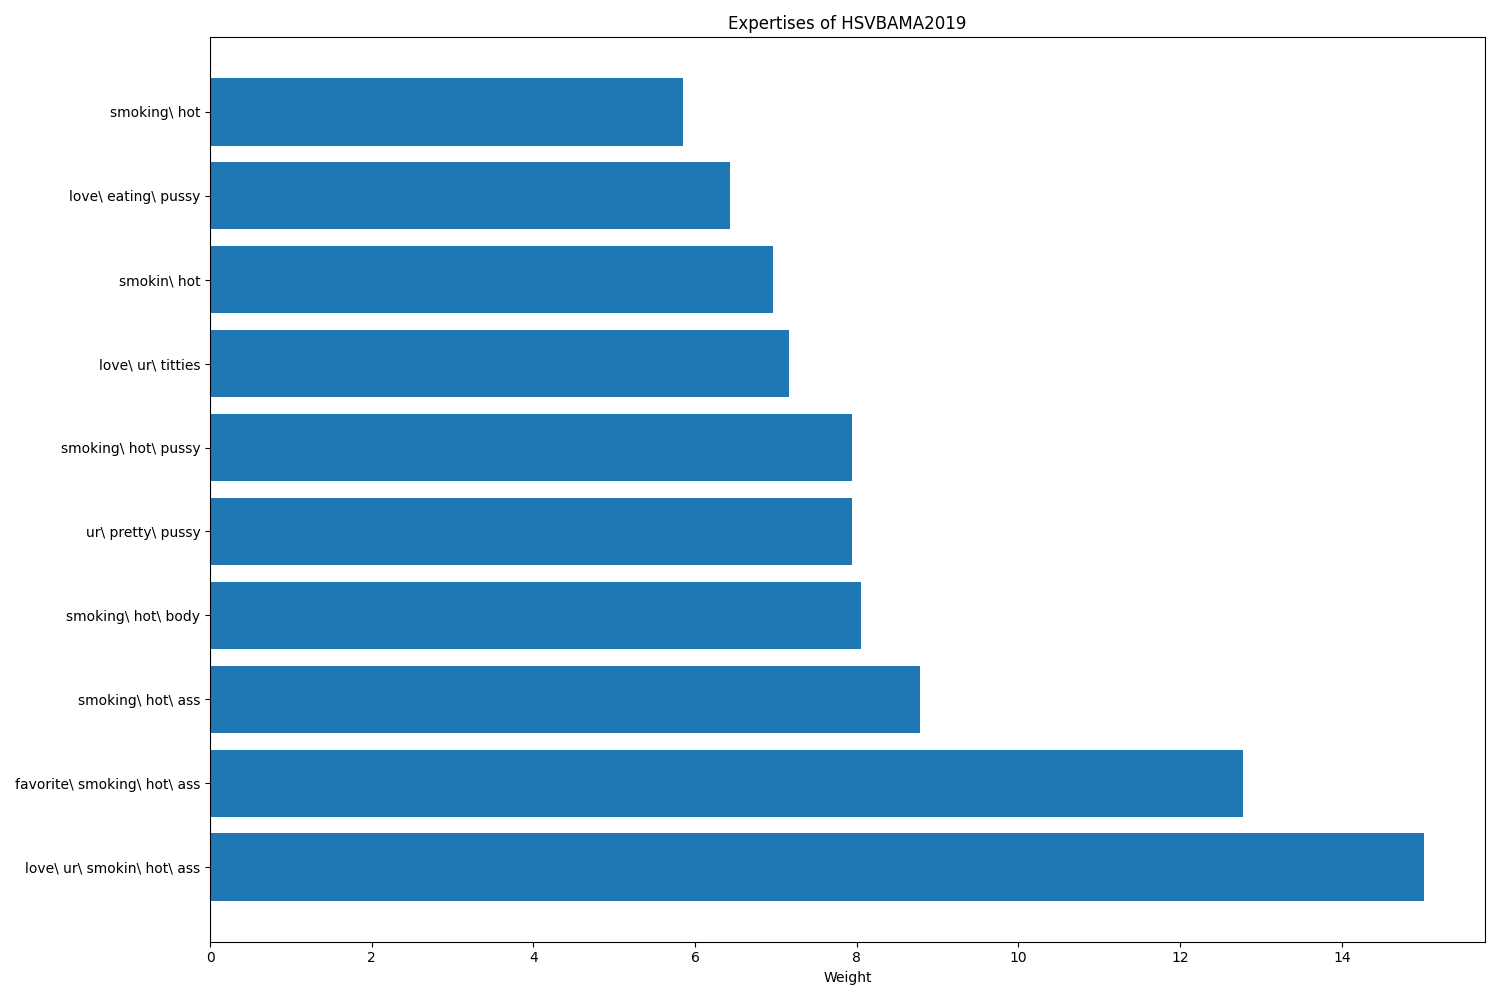 Expertises of HSVBAMA2019
smoking\ hot
love\ eating\ pussy
smokin\ hot
love\ ur\ titties
smoking\ hot\ pussy
ur\ pretty\ pussy
smoking\ hot\ body
smoking\ hot\ ass
favorite\ smoking\ hot\ ass
love\ ur\ smokin\ hot\ ass
0 2 4 6 8 10 12 14
Weight